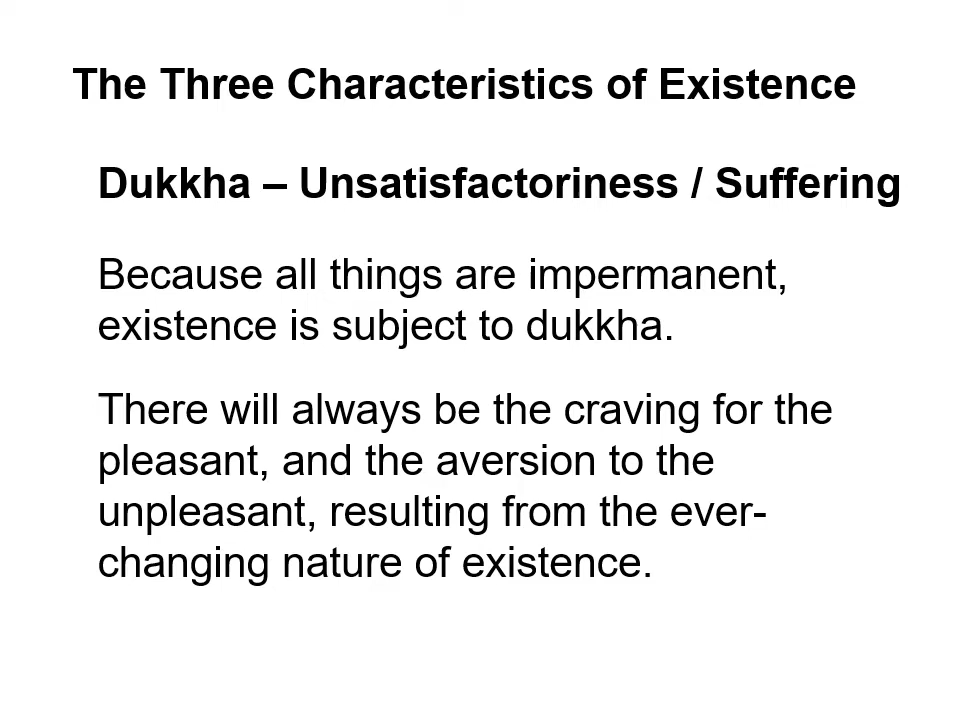 The Three Characteristics of Existence
Dukkha – Unsatisfactoriness / Suffering
Because all things are impermanent,
existence is subject to dukkha.
There will always be the craving for the
pleasant, and the aversion to the
unpleasant, resulting from the ever-
changing nature of existence.